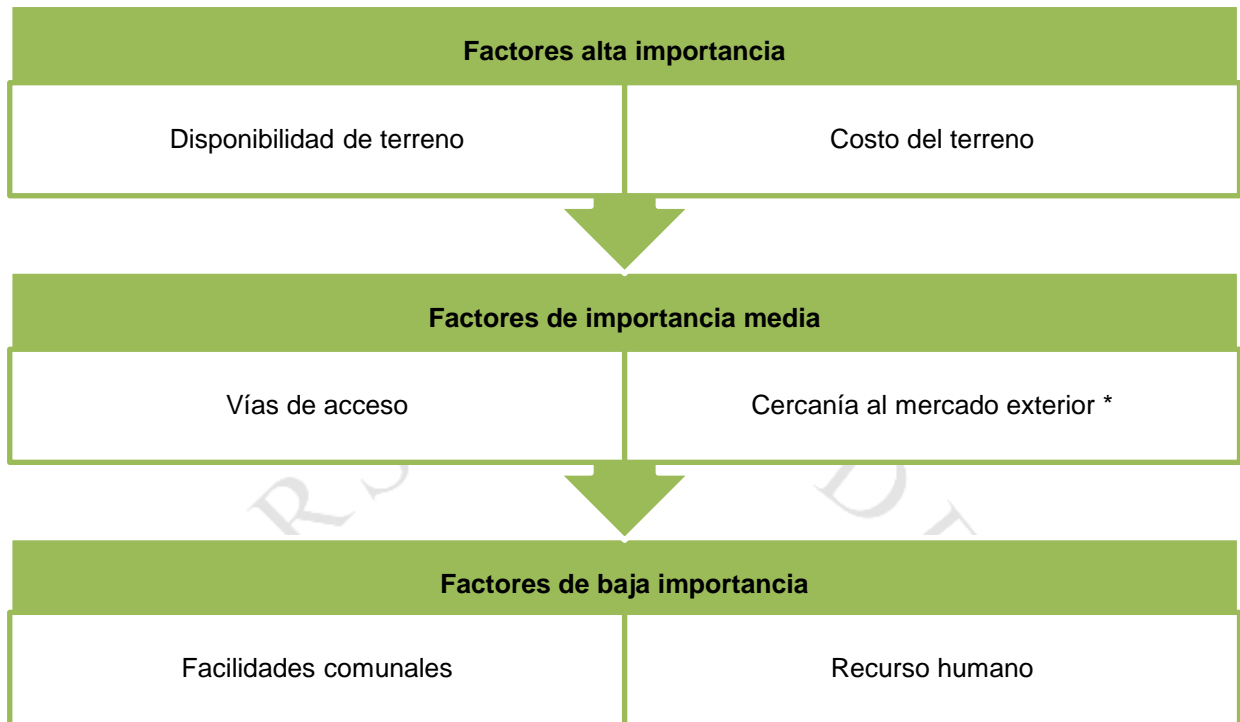 Factores alta importancia
Disponibilidad de terreno
Costo del terreno
Factores de importancia media
Vías de acceso
Cercanía al mercado exterior *
Factores de baja importancia
Facilidades comunales
Recurso humano